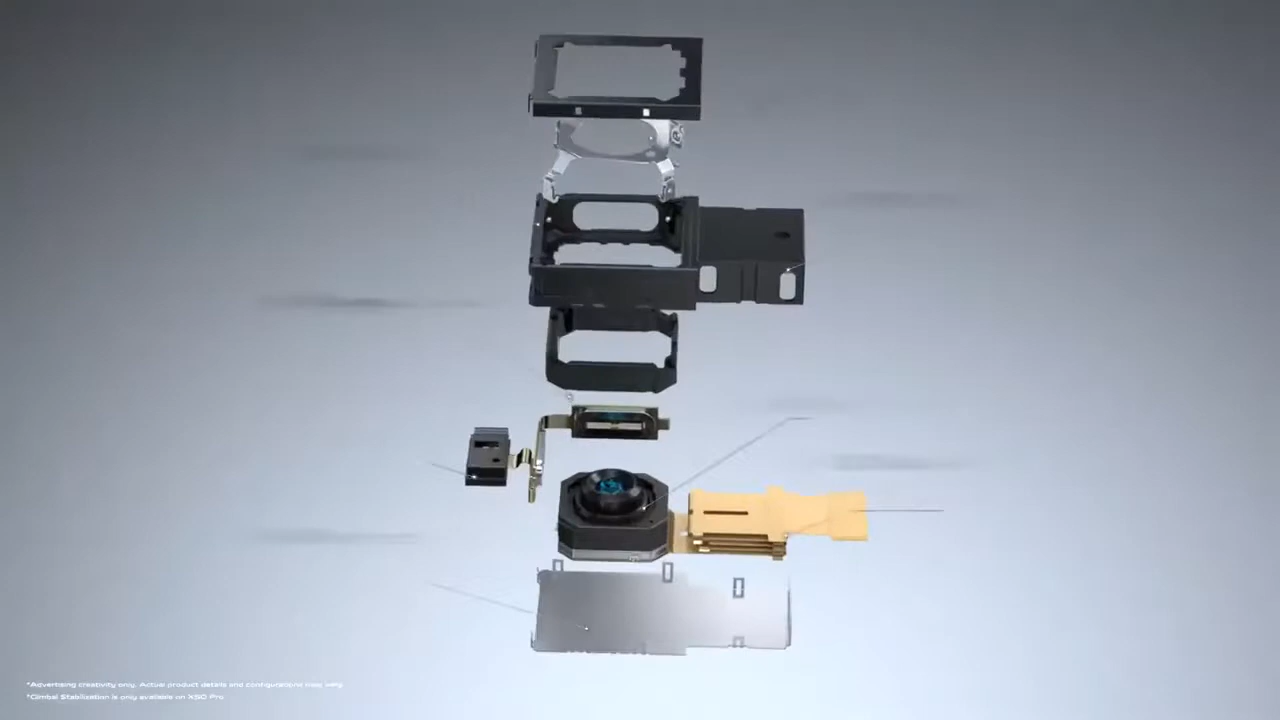 *Advertising creativity only. Actual product details and configurations may vary.
*Gimbal Stabilization is only available on X50 Pro